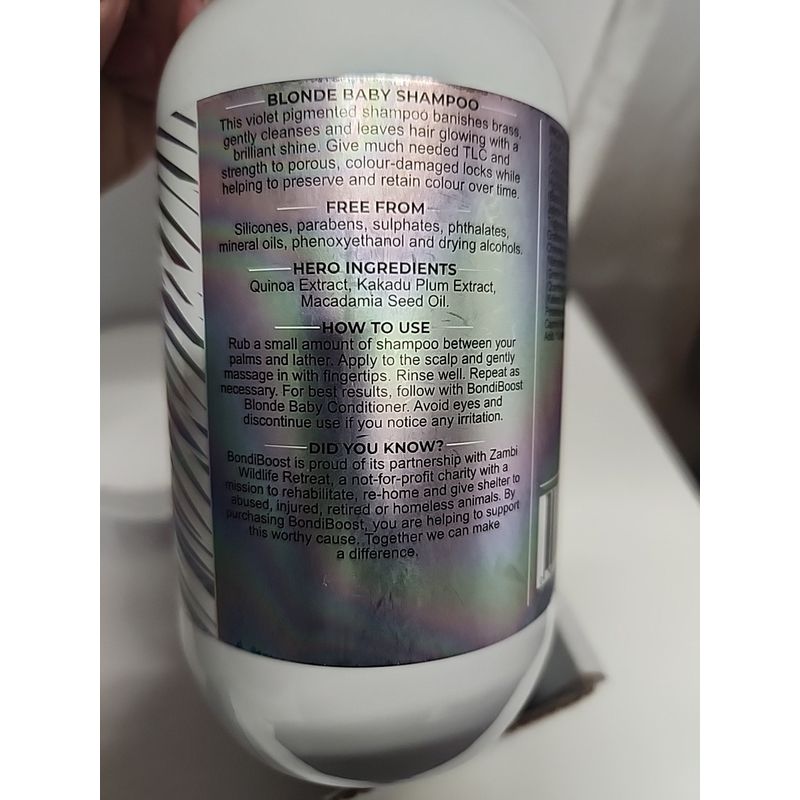 BLONDE BABY SHAMPOO
This violet pigmented shampoo banishes brass,
gently cleanses and leaves hair glowing with a
brilliant shine. Give much needed TLC and
strength to porous, colour-damaged locks while
helping to preserve and retain colour over time.
FREE FROM
Silicones, parabens, sulphates, phthalates,
mineral oils, phenoxyethanol and drying alcohols.
HERO INGREDIENTS
Quinoa Extract, Kakadu Plum Extract,
Macadamia Seed Oil.
HOW TO USE
Rub a small amount of shampoo between your
palms and lather. Apply to the scalp and gently
massage in with fingertips. Rinse well. Repeat as
necessary. For best results, follow with BondiBoost
Blonde Baby Conditioner. Avoid eyes and
discontinue use if you notice any irritation.
DID YOU KNOW?
BondiBoost is proud of its partnership with Zambi
Wildlife Retreat, a not-for-profit charity with a
mission to rehabilitate, re-home and give shelter to
abused, injured, retired or homeless animals. By
purchasing BondiBoost, you are helping to support
this worthy cause. Together we can make
a difference.